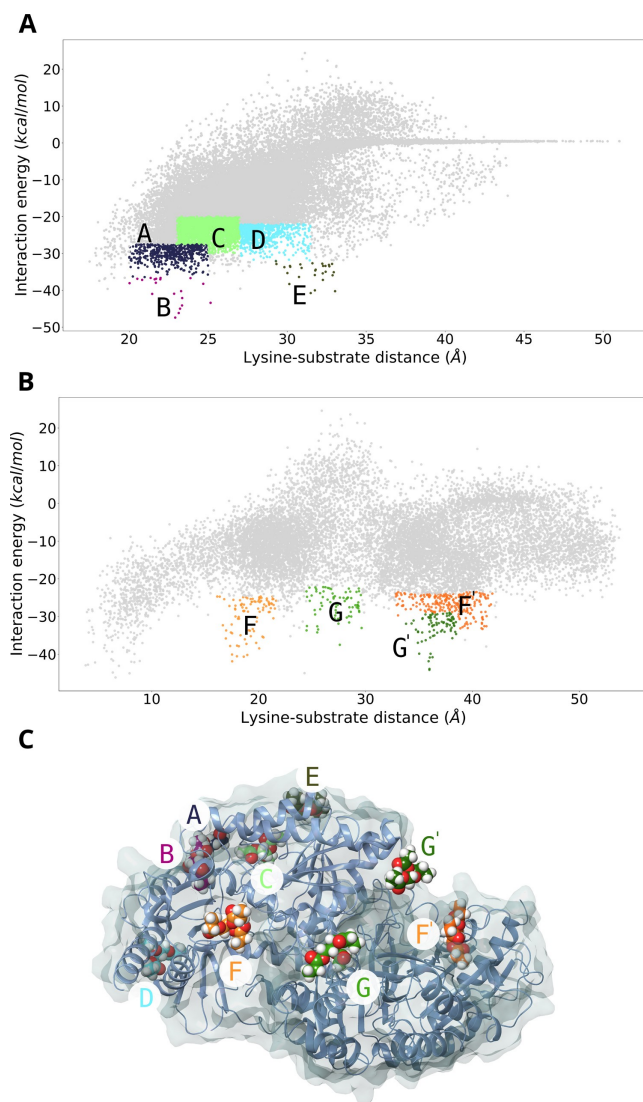 A
20
10
0
−10
−20
−30
−40
−50
A
C
D
B
E
20 25 30 35 40 45 50
Interaction energy (kcal/mol)
Lysine-substrate distance (Å)
B
20
10
0
−10
−20
−30
−40
F
G
F'
G'
10 20 30 40 50
Interaction energy (kcal/mol)
Lysine-substrate distance (Å)
C
E
A
B
C
G'
F
F'
G
D